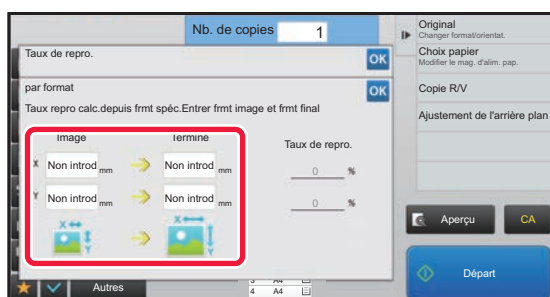 Nb. de copies 1
Taux de repro. OK
par format OK
Taux repro calc.depuis frmt spéc.Entrer frmt image et frmt final
Image Terminé
Taux de repro.
X Non introd mm Non introd mm 0 %
Y Non introd mm Non introd mm 0 %
X X
Y Y
Autres
A4
4 A4
Original
Changer format/orientat.
Choix papier
Modifier le mag. d'alim. pap.
Copie R/V
Ajustement de l'arrière plan
Aperçu CA
Départ